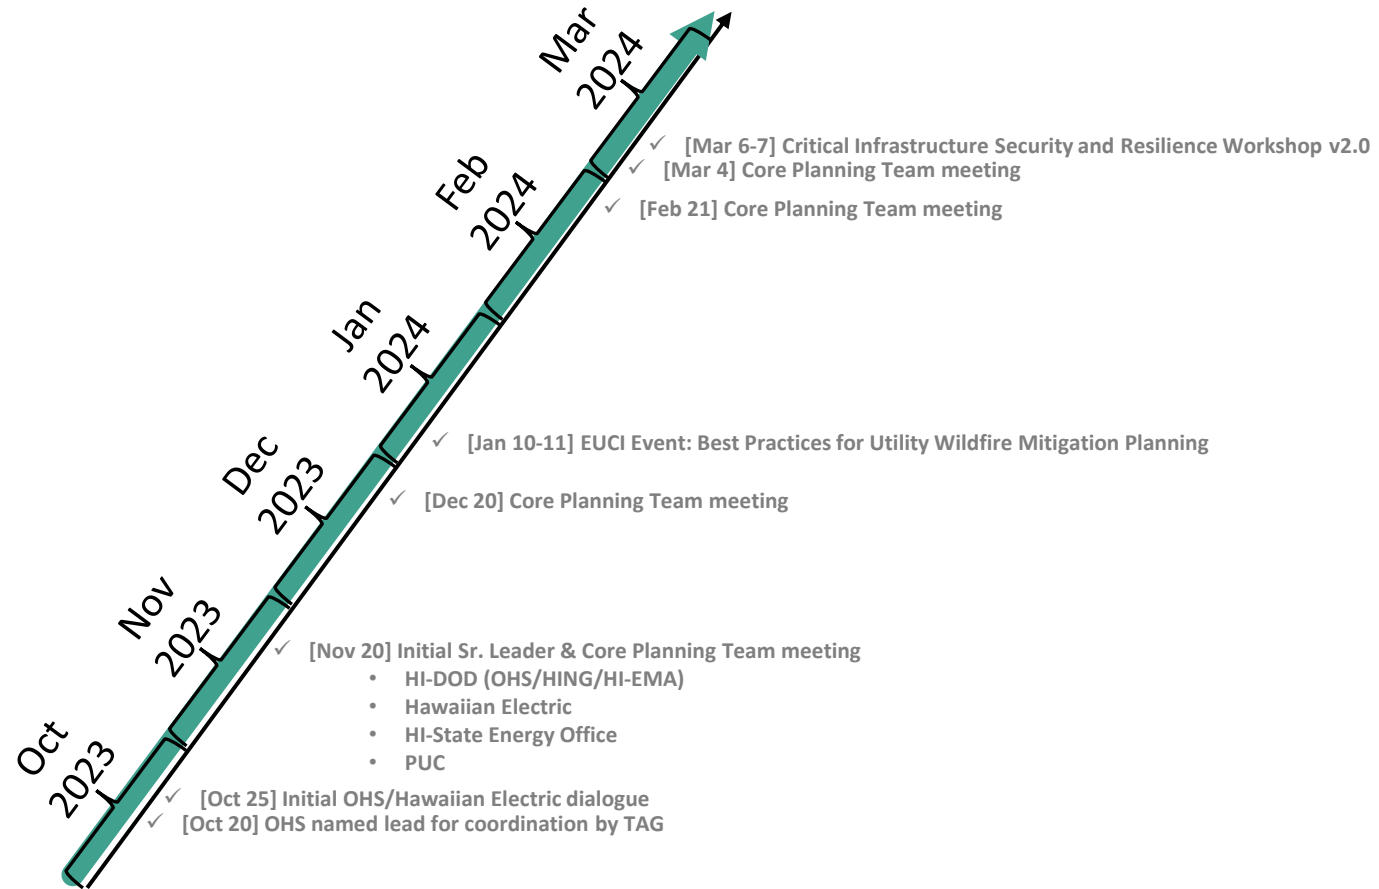 Mar
2024
[Mar 6-7] Critical Infrastructure Security and Resilience Workshop v2.0
[Mar 4] Core Planning Team meeting
Feb
2024
[Feb 21] Core Planning Team meeting
Jan
2024
[Jan 10-11] EUCI Event: Best Practices for Utility Wildfire Mitigation Planning
Dec
2023
[Dec 20] Core Planning Team meeting
Nov
2023
[Nov 20] Initial Sr. Leader & Core Planning Team meeting
• HI-DOD (OHS/HING/HI-EMA)
• Hawaiian Electric
• HI-State Energy Office
• PUC
Oct
2023
[Oct 25] Initial OHS/Hawaiian Electric dialogue
[Oct 20] OHS named lead for coordination by TAG